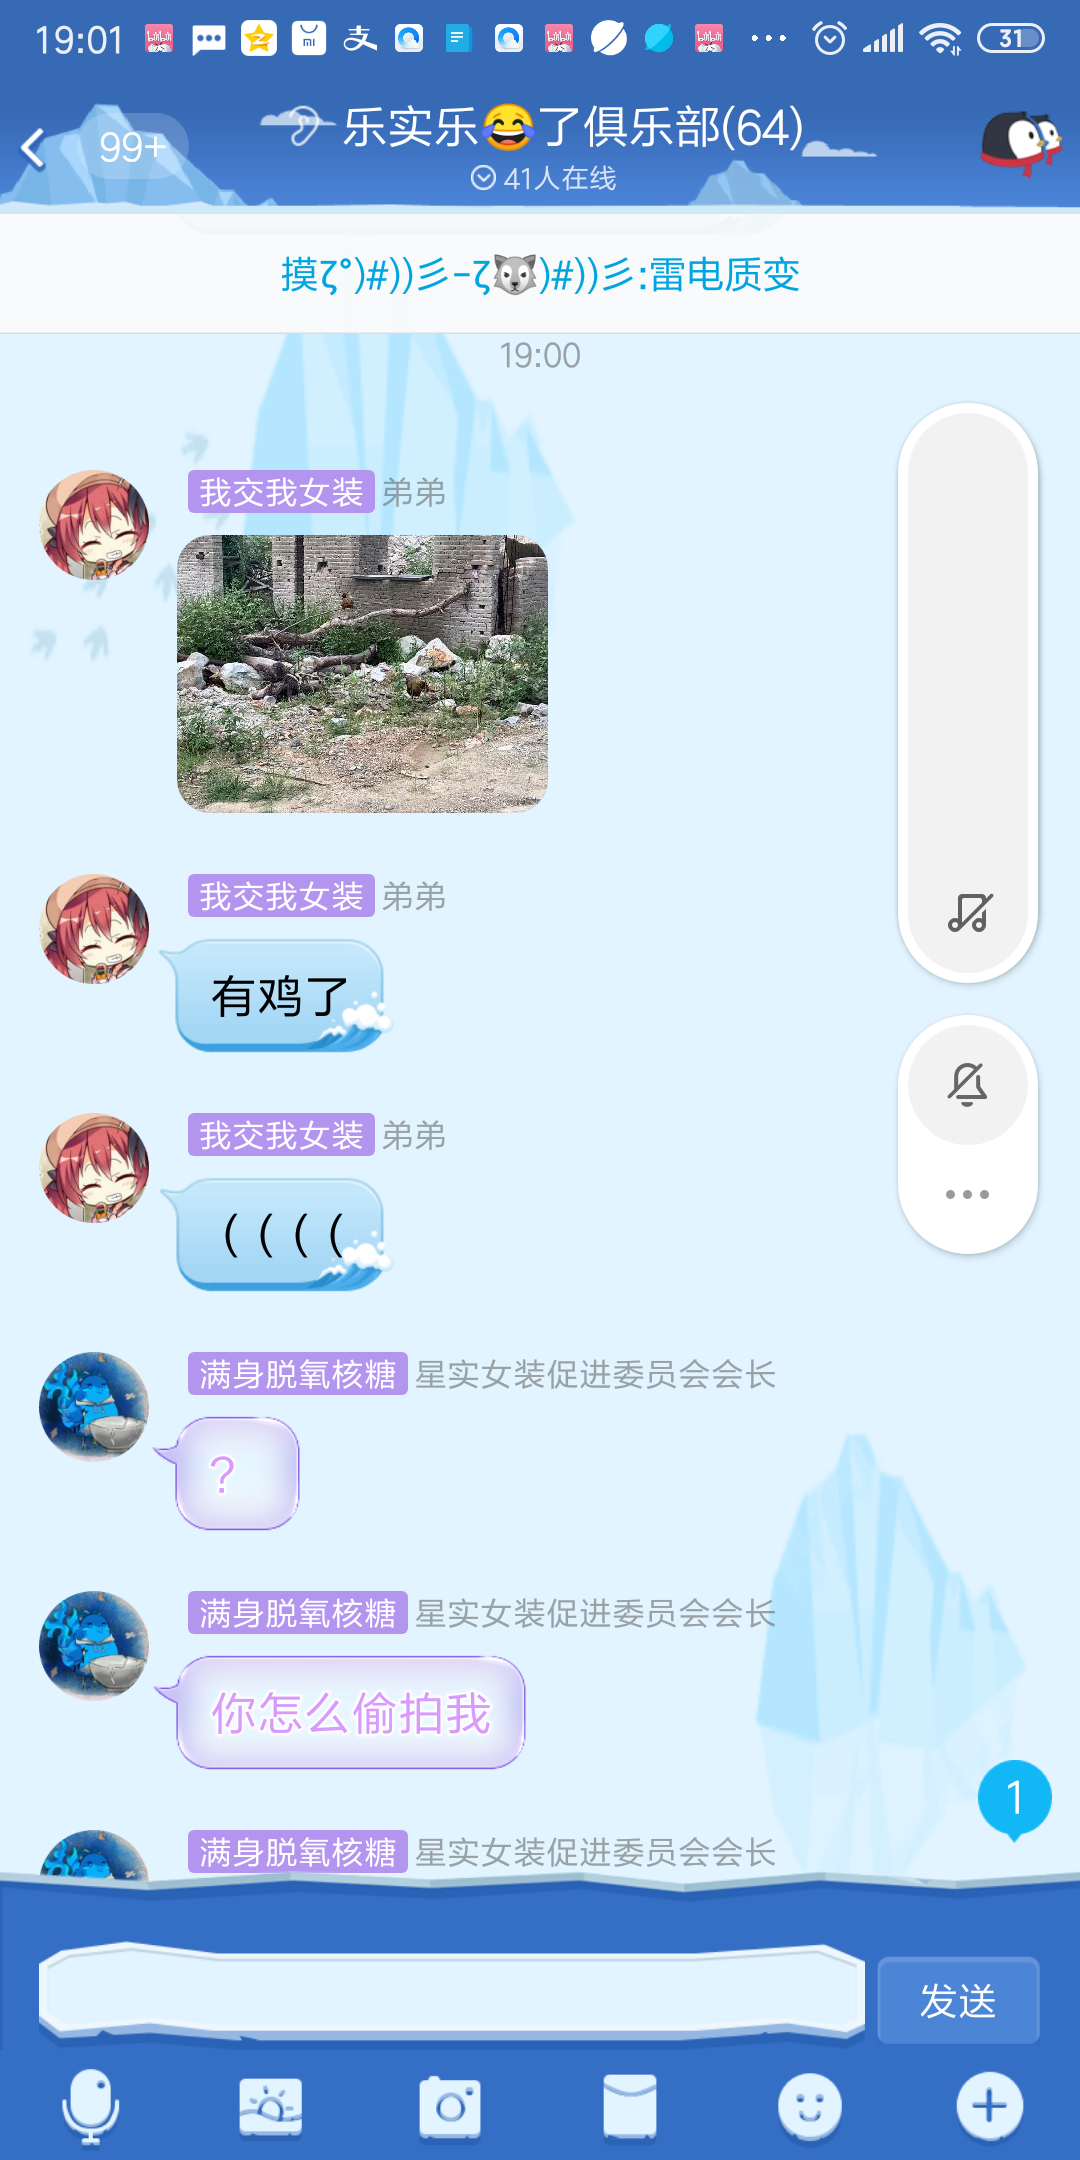 19:01
31
99+
乐实乐😂了俱乐部(64)
41人在线
摸ζ°)#))彡-ζ🐺)#))彡:雷电质变
19:00
我交我女装 弟弟
我交我女装 弟弟
有鸡了
我交我女装 弟弟
（（（（
满身脱氧核糖 星实女装促进委员会会长
？
满身脱氧核糖 星实女装促进委员会会长
你怎么偷拍我
1
满身脱氧核糖 星实女装促进委员会会长
发送